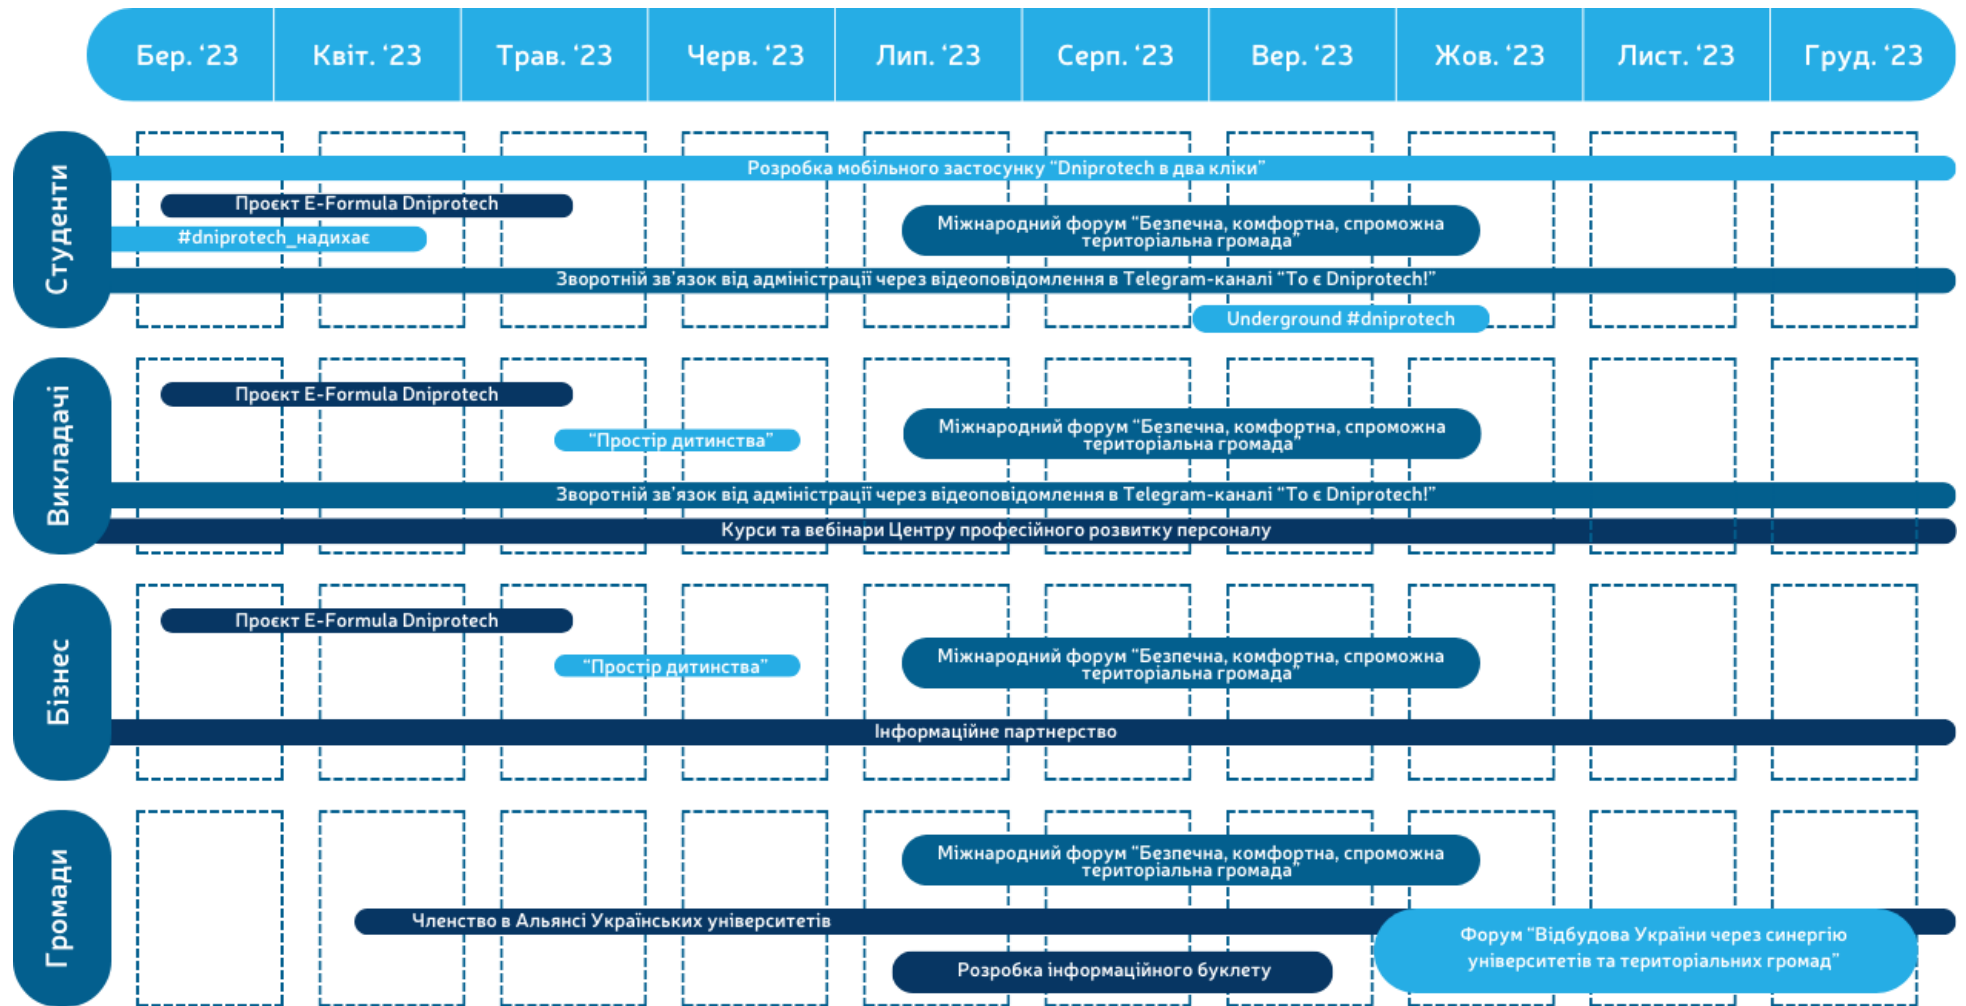 Бер. ‘23
Квіт. ‘23
Трав. ‘23
Черв. ‘23
Лип. ‘23
Серп. ‘23
Вер. ‘23
Жов. ‘23
Лист. ‘23
Груд. ‘23
Студенти
Розробка мобільного застосунку “Dniprotech в два кліки”
Проєкт E-Formula Dniprotech
Міжнародний форум “Безпечна, комфортна, спроможна
територіальна громада”
#dniprotech_надихає
Зворотній зв’язок від адміністрації через відеоповідомлення в Telegram-каналі “То є Dniprotech!”
Underground #dniprotech
Викладачі
Проєкт E-Formula Dniprotech
Міжнародний форум “Безпечна, комфортна, спроможна
територіальна громада”
“Простір дитинства”
Зворотній зв’язок від адміністрації через відеоповідомлення в Telegram-каналі “То є Dniprotech!”
Курси та вебінари Центру професійного розвитку персоналу
Бізнес
Проєкт E-Formula Dniprotech
Міжнародний форум “Безпечна, комфортна, спроможна
територіальна громада”
“Простір дитинства”
Інформаційне партнерство
Громади
Міжнародний форум “Безпечна, комфортна, спроможна
територіальна громада”
Членство в Альянсі Українських університетів
Форум “Відбудова України через синергію
університетів та територіальних громад”
Розробка інформаційного буклету